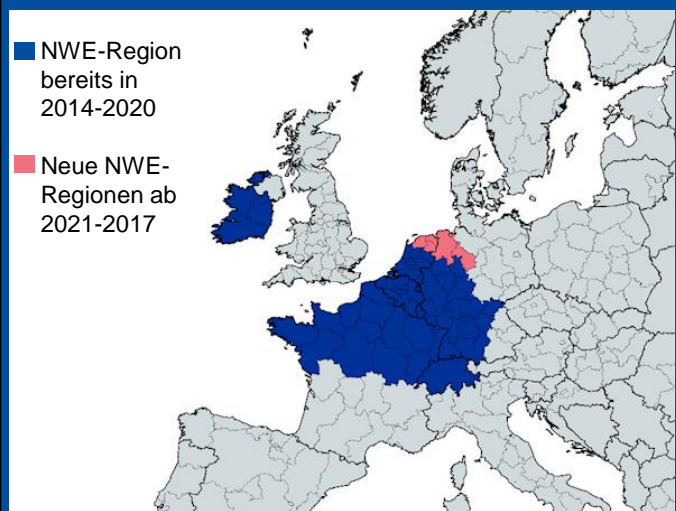 NWE-Region
bereits in
2014-2020
Neue NWE-
Regionen ab
2021-2017